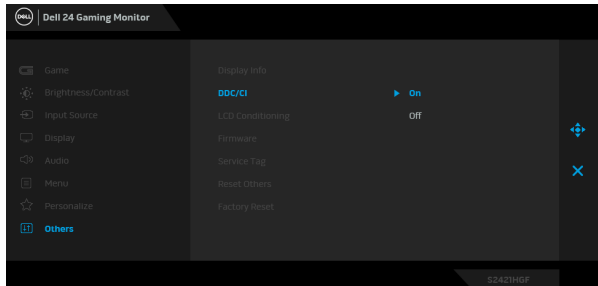 DELL
Dell 24 Gaming Monitor
Game
Brightness/Contrast
Input Source
Display
Audio
Menu
Personalize
Others
Display Info
DDC/CI
LCD Conditioning
Firmware
Service Tag
Reset Others
Factory Reset
On
Off
S2421HGF